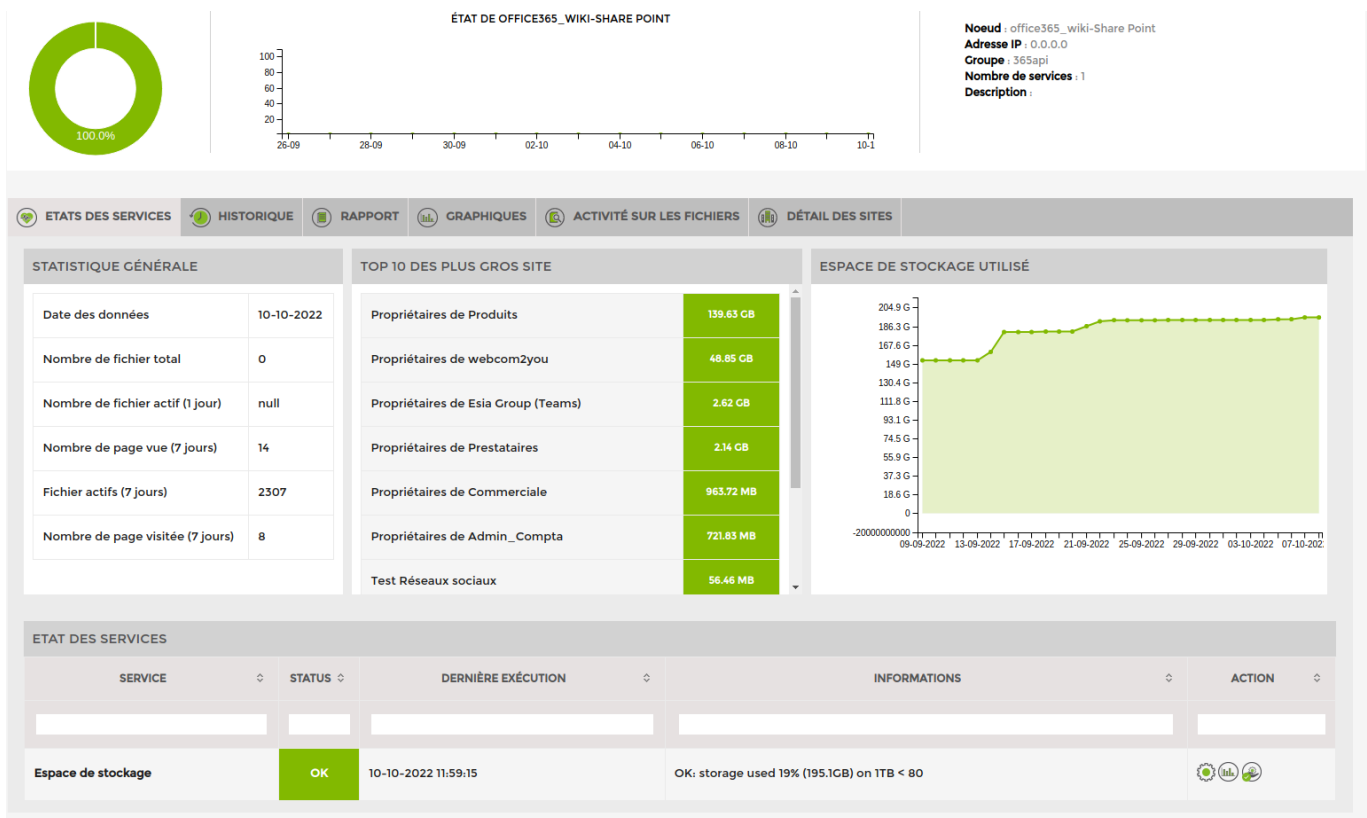 ÉTAT DE OFFICE365_WIKI-SHARE POINT
100.0%
100
80
60
40
20
26-09 28-09 30-09 02-10 04-10 06-10 08-10 10-1
Noeud : office365_wiki-Share Point
Adresse IP : 0.0.0.0
Groupe : 365api
Nombre de services : 1
Description :
ETATS DES SERVICES HISTORIQUE RAPPORT GRAPHIQUES ACTIVITÉ SUR LES FICHIERS DÉTAIL DES SITES
STATISTIQUE GÉNÉRALE
Date des données 10-10-2022
Nombre de fichier total 0
Nombre de fichier actif (1 jour) null
Nombre de page vue (7 jours) 14
Fichier actifs (7 jours) 2307
Nombre de page visitée (7 jours) 8
TOP 10 DES PLUS GROS SITE
Propriétaires de Produits 139.63 GB
Propriétaires de webcom2you 48.85 GB
Propriétaires de Esia Group (Teams) 2.62 GB
Propriétaires de Prestataires 2.14 GB
Propriétaires de Commerciale 963.72 MB
Propriétaires de Admin_Compta 721.83 MB
Test Réseaux sociaux 56.46 MB
ESPACE DE STOCKAGE UTILISÉ
204.9 G
186.3 G
167.6 G
149 G
130.4 G
111.8 G
93.1 G
74.5 G
55.9 G
37.3 G
18.6 G
0
-20000000000
09-09-2022 13-09-2022 17-09-2022 21-09-2022 25-09-2022 29-09-2022 03-10-2022 07-10-202
ETAT DES SERVICES
SERVICE STATUS DERNIÈRE EXÉCUTION INFORMATIONS ACTION
Espace de stockage OK 10-10-2022 11:59:15 OK: storage used 19% (195.1GB) on 1TB < 80